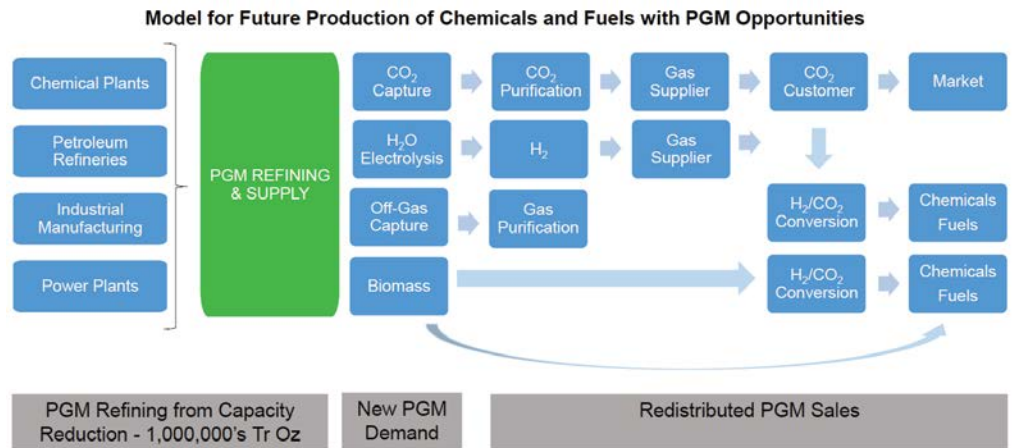 Model for Future Production of Chemicals and Fuels with PGM Opportunities
Chemical Plants
Petroleum
Refineries
Industrial
Manufacturing
Power Plants
PGM REFINING
& SUPPLY
CO₂
Capture
CO₂
Purification
Gas
Supplier
CO₂
Customer
Market
H₂O
Electrolysis
H₂
Gas
Supplier
Off-Gas
Capture
Gas
Purification
H₂/CO₂
Conversion
Chemicals
Fuels
Biomass
H₂/CO₂
Conversion
Chemicals
Fuels
PGM Refining from Capacity
Reduction - 1,000,000's Tr Oz
New PGM
Demand
Redistributed PGM Sales